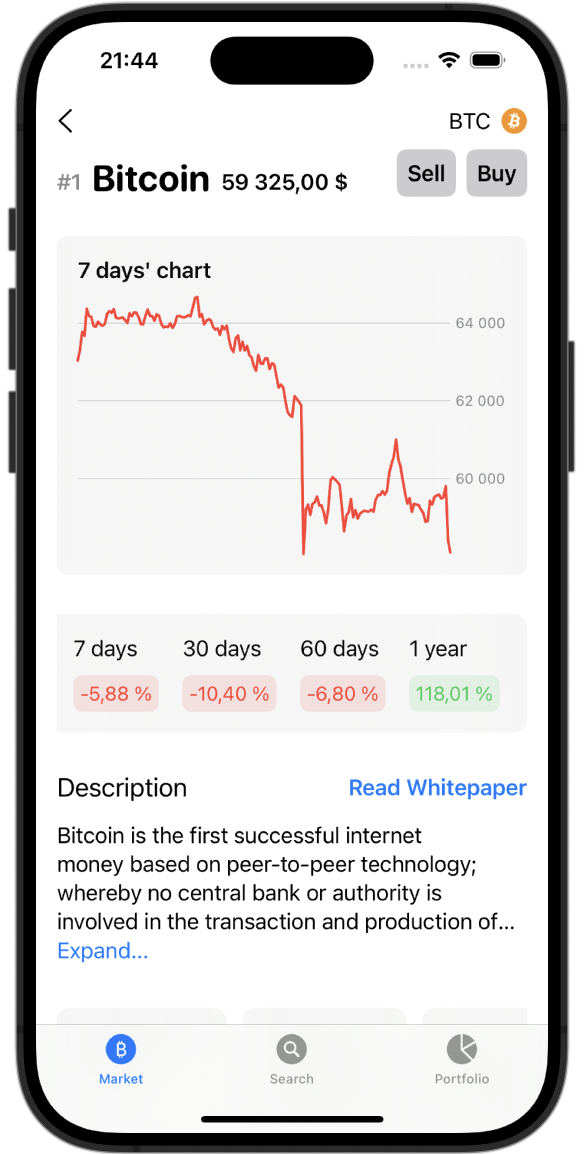 21:44
BTC
#1 Bitcoin 59 325,00 $ Sell Buy
7 days' chart
64 000
62 000
60 000
7 days 30 days 60 days 1 year
-5,88 % -10,40 % -6,80 % 118,01 %
Description Read Whitepaper
Bitcoin is the first successful internet
money based on peer-to-peer technology;
whereby no central bank or authority is
involved in the transaction and production of...
Expand...
Market Search Portfolio